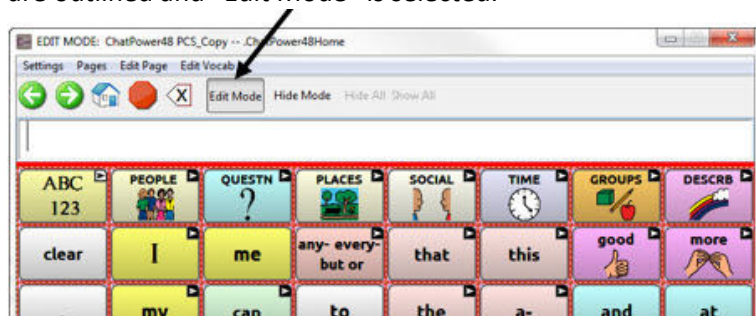 are outlined and "Edit Mode" is selected.
EDIT MODE: ChatPower48 PCS_Copy -- .ChatPower48Home
Settings Pages Edit Page Edit Vocab
X Edit Mode Hide Mode Hide All Show All
ABC 123 PEOPLE QUESTN ? PLACES SOCIAL TIME GROUPS DESCRB
clear I me any- every- but or that this good more
my can to the a- and at